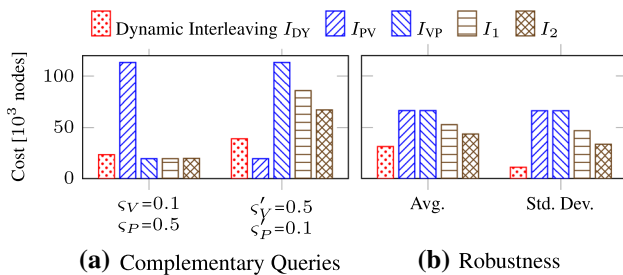 Dynamic Interleaving I_DY I_PV I_VP I_1 I_2
Cost [10^3 nodes]
100
50
0
ς_V=0.1
ς_P=0.5
ς′_V=0.5
ς′_P=0.1
Avg.
Std. Dev.
(a) Complementary Queries
(b) Robustness